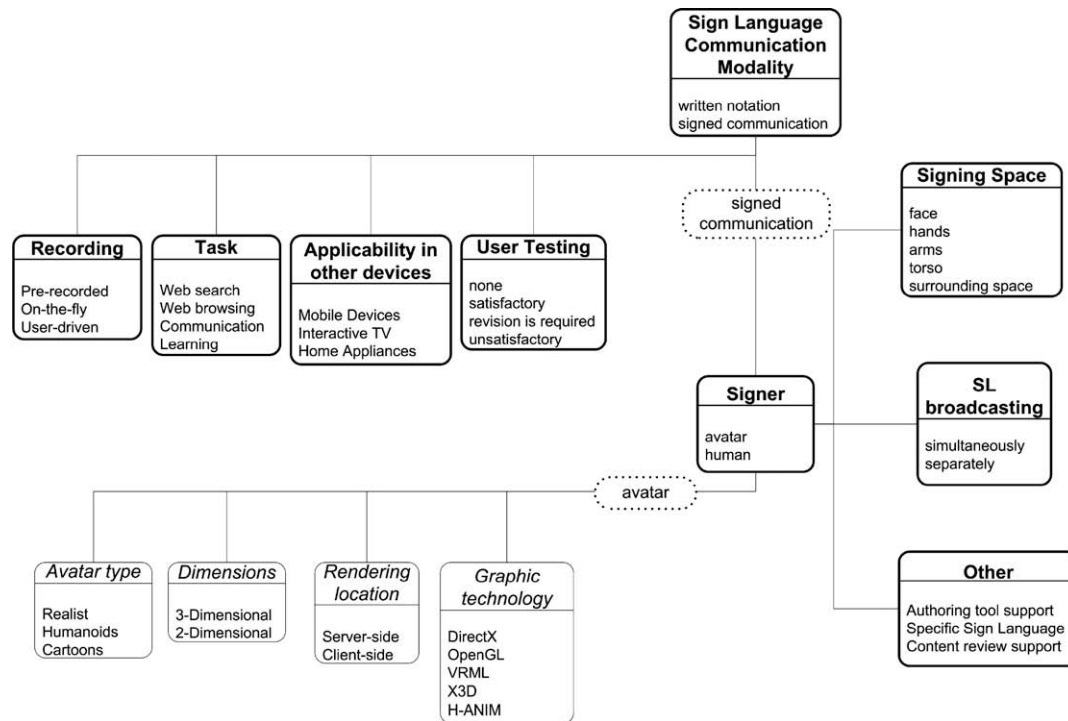 Sign Language
Communication
Modality
written notation
signed communication
signed
communication
Signing Space
face
hands
arms
torso
surrounding space
Recording
Pre-recorded
On-the-fly
User-driven
Task
Web search
Web browsing
Communication
Learning
Applicability in
other devices
Mobile Devices
Interactive TV
Home Appliances
User Testing
none
satisfactory
revision is required
unsatisfactory
Signer
avatar
human
SL
broadcasting
simultaneously
separately
avatar
Avatar type
Realist
Humanoids
Cartoons
Dimensions
3-Dimensional
2-Dimensional
Rendering
location
Server-side
Client-side
Graphic
technology
DirectX
OpenGL
VRML
X3D
H-ANIM
Other
Authoring tool support
Specific Sign Language
Content review support